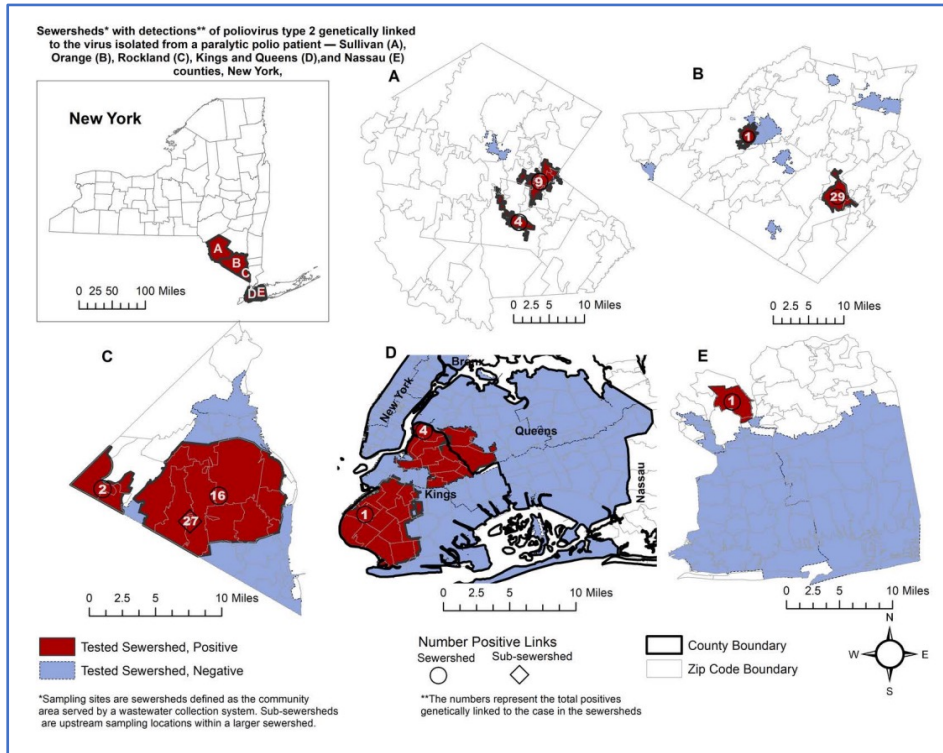 Sewersheds* with detections** of poliovirus type 2 genetically linked
to the virus isolated from a paralytic polio patient — Sullivan (A),
Orange (B), Rockland (C), Kings and Queens (D),and Nassau (E)
counties, New York,
New York
A
B
C
D
E
0 25 50 100 Miles
A
9
4
0 2.5 5 10 Miles
B
1
29
0 2.5 5 10 Miles
C
2
16
27
0 2.5 5 10 Miles
D
New York
Bronx
4
Queens
Kings
1
Nassau
0 2.5 5 10 Miles
E
1
0 2.5 5 10 Miles
Tested Sewershed, Positive
Tested Sewershed, Negative
Number Positive Links
Sewershed Sub-sewershed
County Boundary
Zip Code Boundary
N
W E
S
*Sampling sites are sewersheds defined as the community
area served by a wastewater collection system. Sub-sewersheds
are upstream sampling locations within a larger sewershed.
**The numbers represent the total positives
genetically linked to the case in the sewersheds